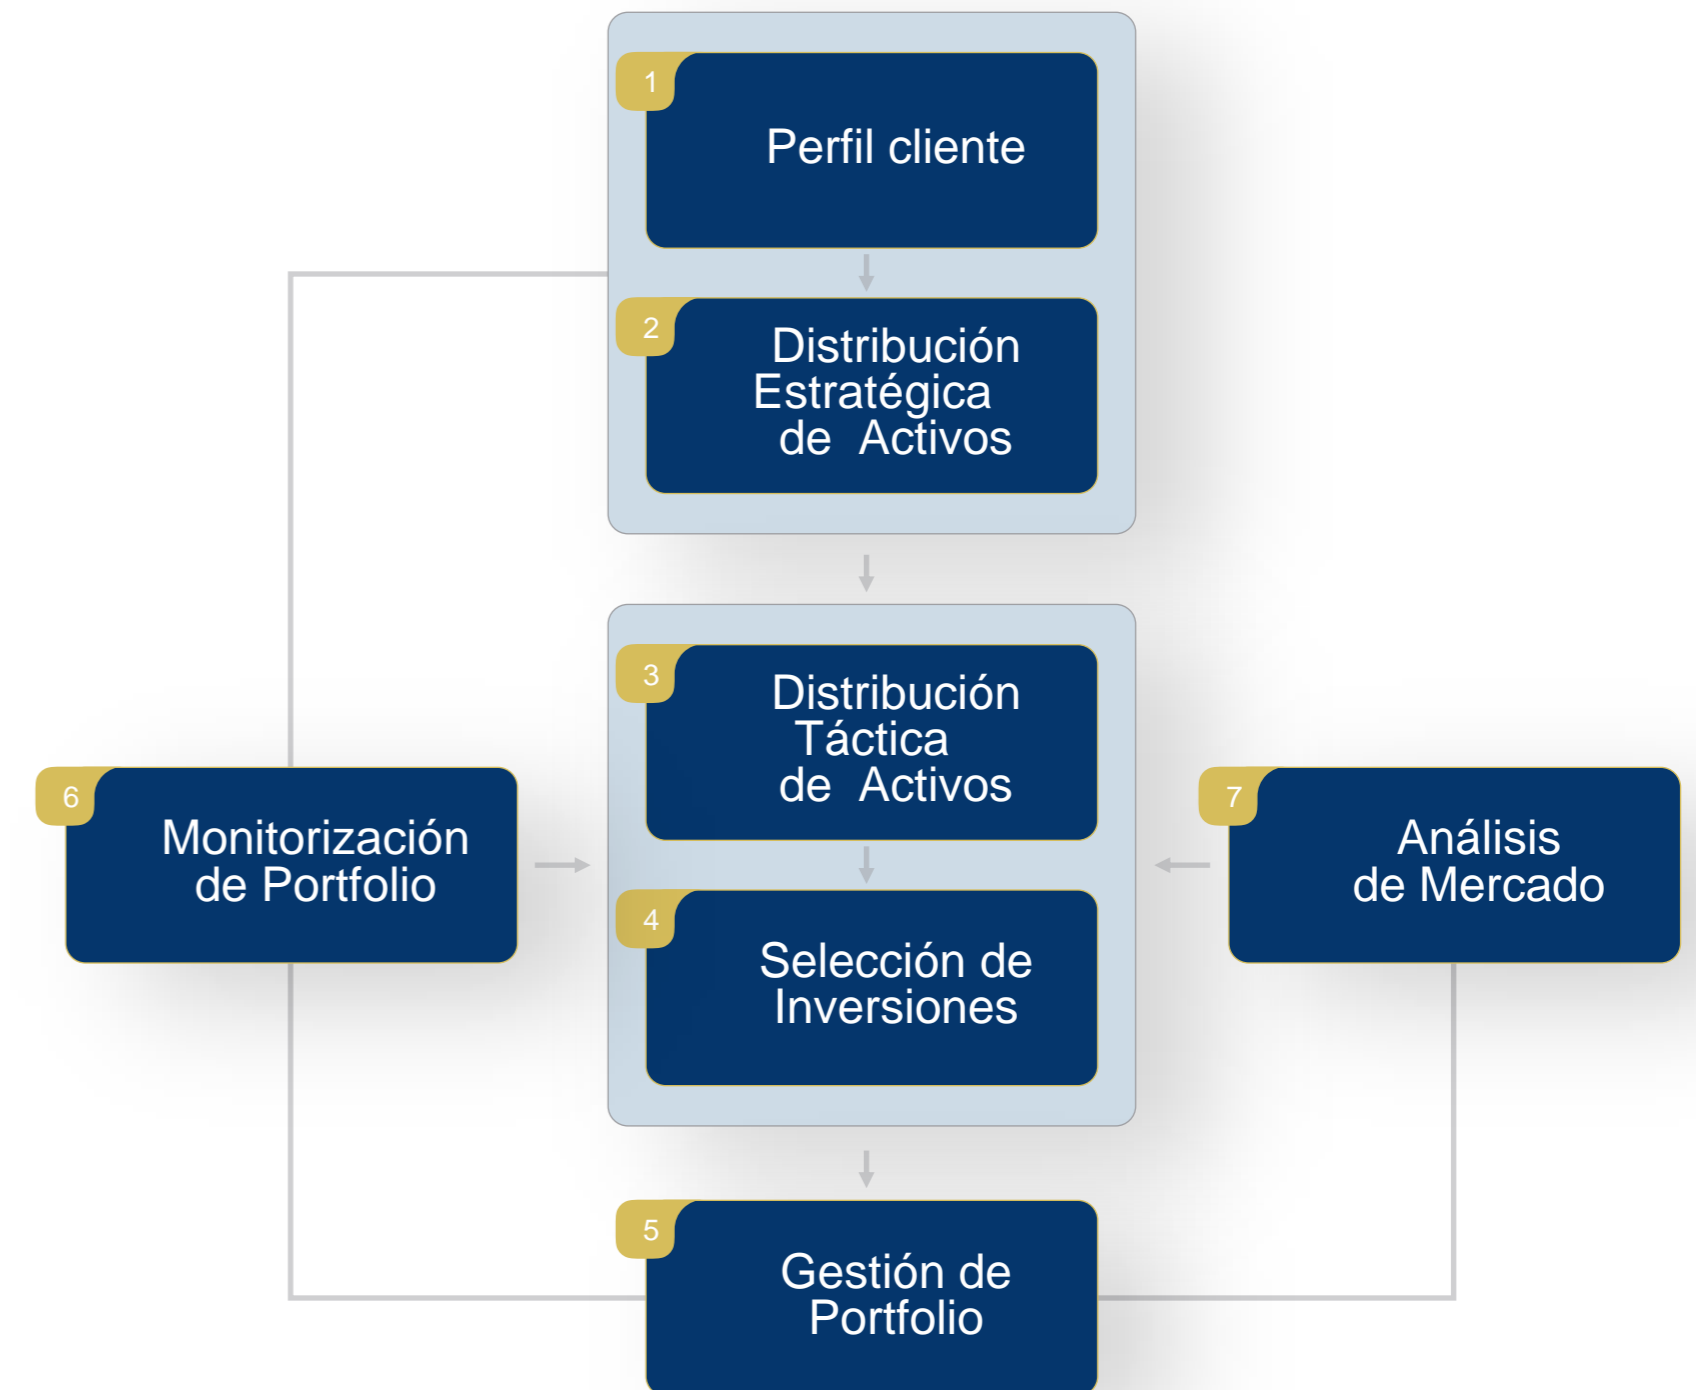 1
Perfil cliente
2
Distribución
Estratégica
de Activos
3
Distribución
Táctica
de Activos
4
Selección de
Inversiones
6
Monitorización
de Portfolio
7
Análisis
de Mercado
5
Gestión de
Portfolio